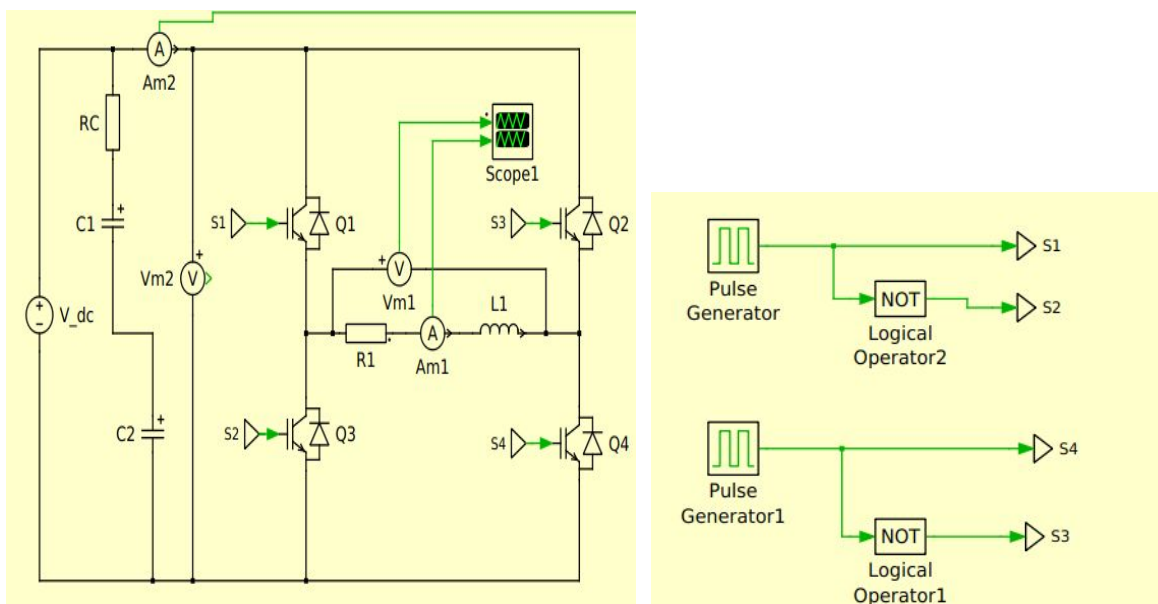 A
Am2
RC
+
C1
S1
Q1
Scope1
S3
Q2
+
Vm2
V
+
V
Vm1
+
−
V_dc
R1
A
Am1
L1
+
C2
S2
Q3
S4
Q4
Pulse
Generator
S1
NOT
S2
Logical
Operator2
Pulse
Generator1
S4
NOT
S3
Logical
Operator1